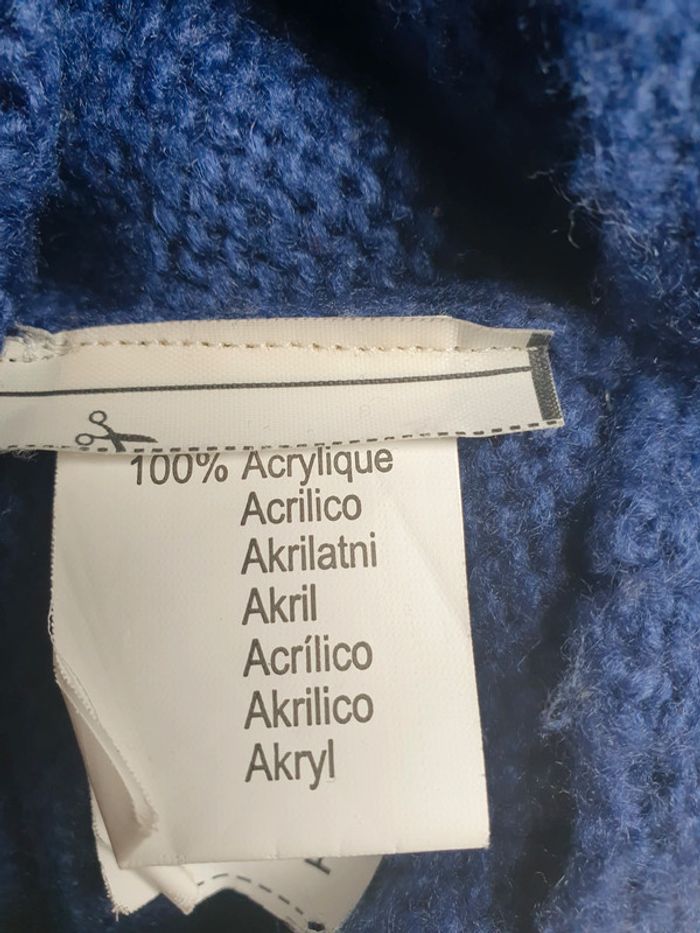 100% Acrylique
Acrilico
Akrilatni
Akril
Acrílico
Akrilico
Akryl